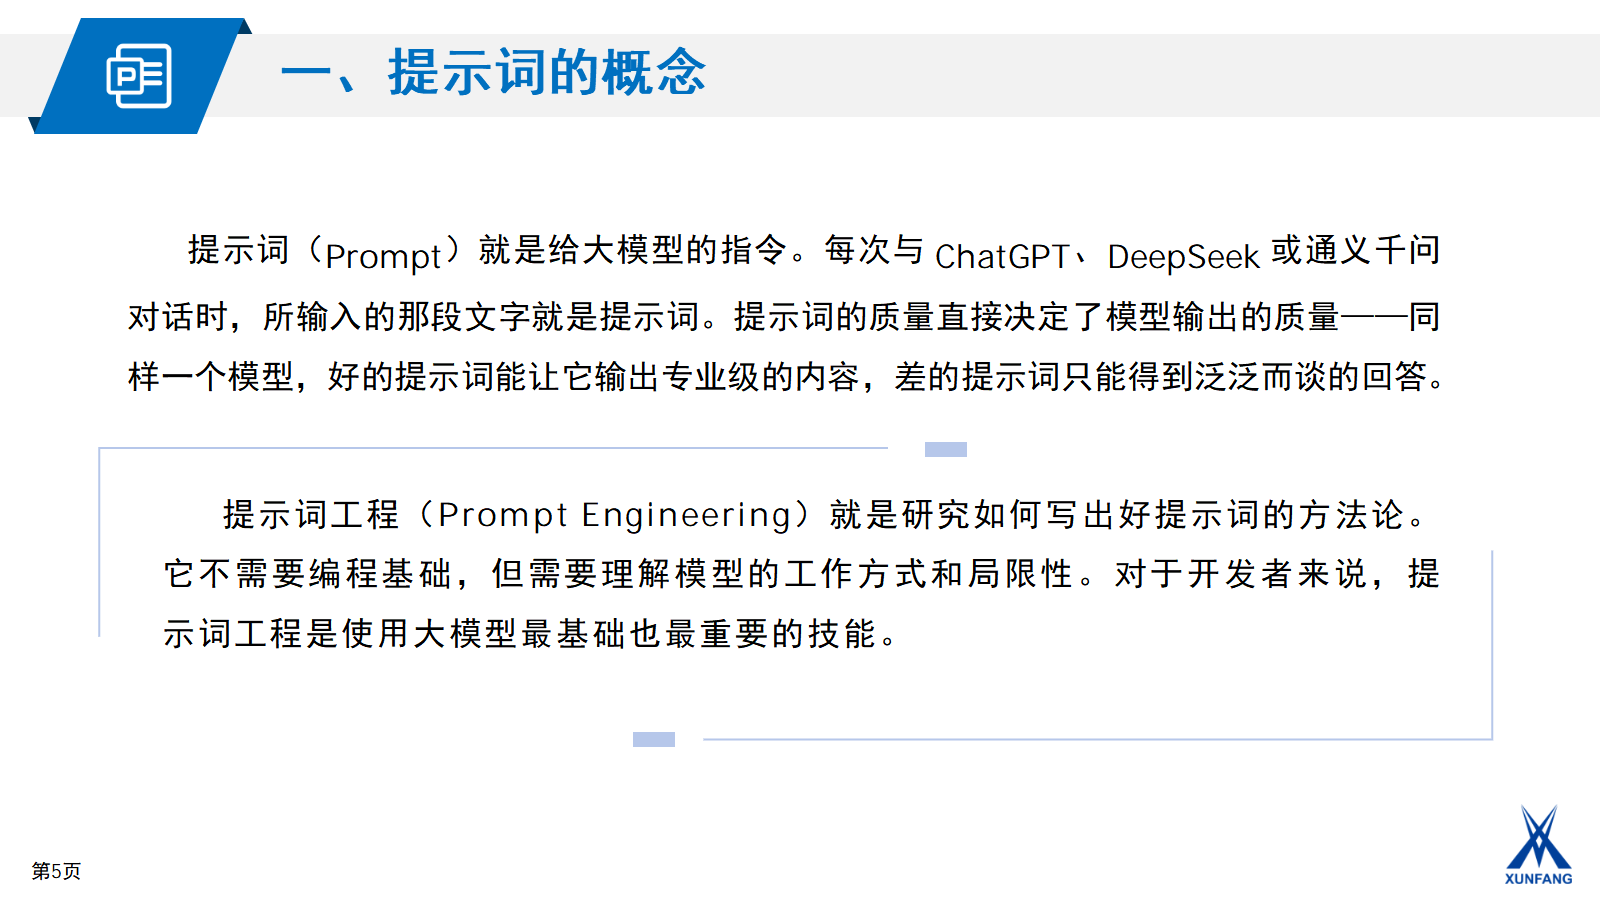 一、提示词的概念
提示词（Prompt）就是给大模型的指令。每次与 ChatGPT、DeepSeek 或通义千问
对话时，所输入的那段文字就是提示词。提示词的质量直接决定了模型输出的质量——同
样一个模型，好的提示词能让它输出专业级的内容，差的提示词只能得到泛泛而谈的回答。
提示词工程（Prompt Engineering）就是研究如何写出好提示词的方法论。
它不需要编程基础，但需要理解模型的工作方式和局限性。对于开发者来说，提
示词工程是使用大模型最基础也最重要的技能。
第5页
XUNFANG